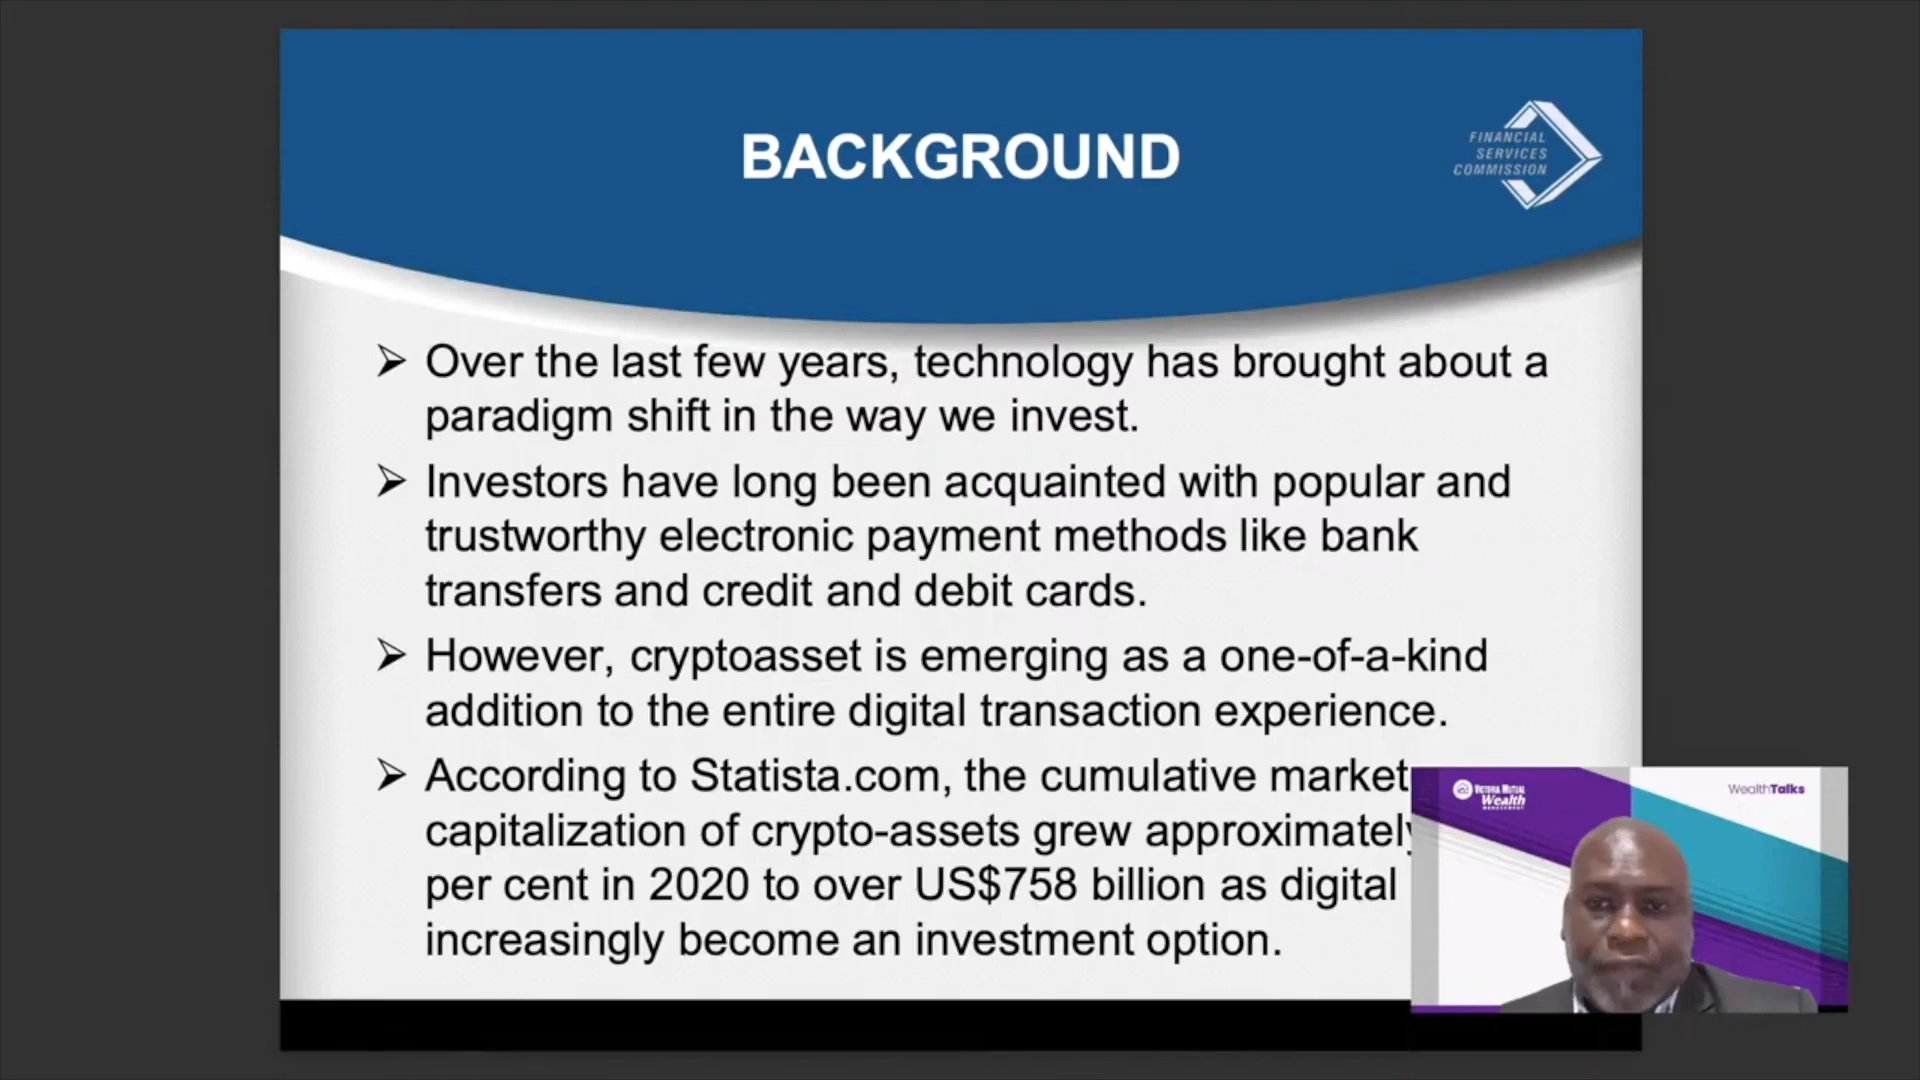 BACKGROUND
FINANCIAL
SERVICES
COMMISSION
➢ Over the last few years, technology has brought about a
paradigm shift in the way we invest.
➢ Investors have long been acquainted with popular and
trustworthy electronic payment methods like bank
transfers and credit and debit cards.
➢ However, cryptoasset is emerging as a one-of-a-kind
addition to the entire digital transaction experience.
➢ According to Statista.com, the cumulative market
capitalization of crypto-assets grew approximately
per cent in 2020 to over US$758 billion as digital
increasingly become an investment option.
VICTORIA MUTUAL
Wealth
MANAGEMENT
WealthTalks